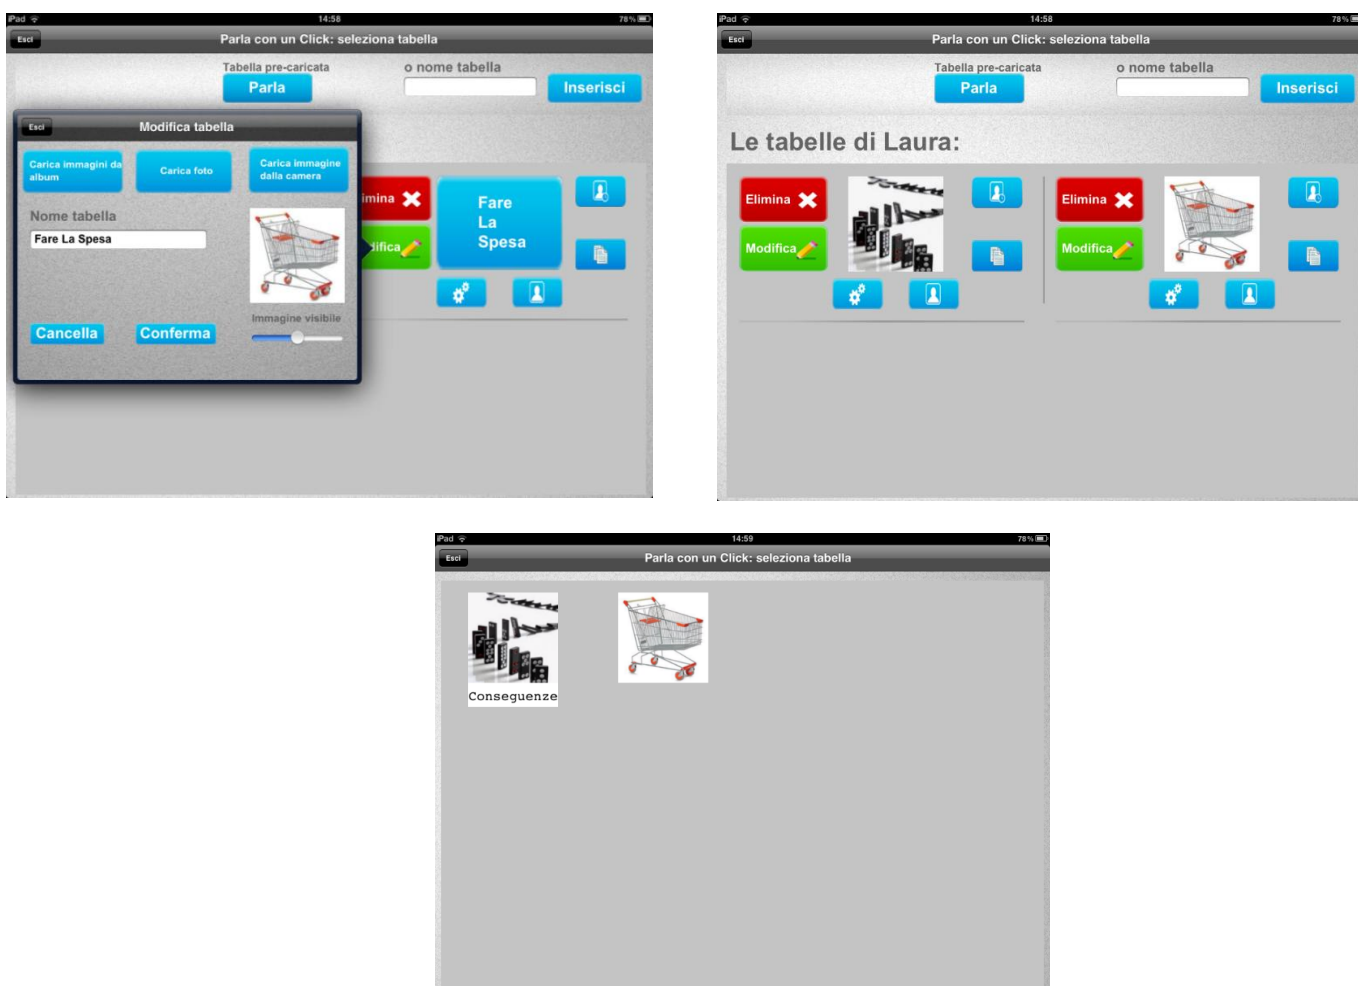 iPad 14:58 78%
Esci Parla con un Click: seleziona tabella
Tabella pre-caricata o nome tabella
Parla Inserisci
Esci Modifica tabella
Carica immagini da album
Carica foto
Carica immagine dalla camera
Nome tabella
Fare La Spesa
Cancella Conferma
Immagine visibile
imina
difica
Fare
La
Spesa
iPad 14:58 78%
Esci Parla con un Click: seleziona tabella
Tabella pre-caricata o nome tabella
Parla Inserisci
Le tabelle di Laura:
Elimina Elimina
Modifica Modifica
iPad 14:59 78%
Esci Parla con un Click: seleziona tabella
Conseguenze